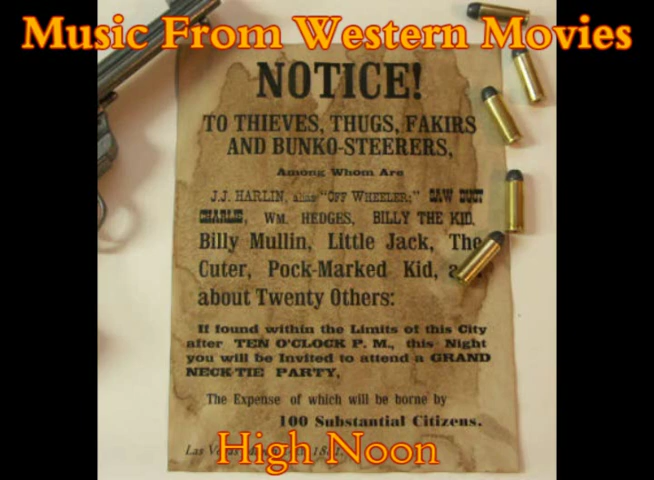 Music From Western Movies
NOTICE!
TO THIEVES, THUGS, FAKIRS
AND BUNKO-STEERERS,
Among Whom Are
J.J. HARLIN, alias "OFF WHEELER;" SAW DUST
CHARLIE, WM. HEDGES, BILLY THE KID,
Billy Mullin, Little Jack, The
Cuter, Pock-Marked Kid, a
about Twenty Others:
If found within the Limits of this City
after TEN O'CLOCK P. M., this Night
you will be Invited to attend a GRAND
NECK-TIE PARTY,
The Expense of which will be borne by
100 Substantial Citizens.
Las
High Noon